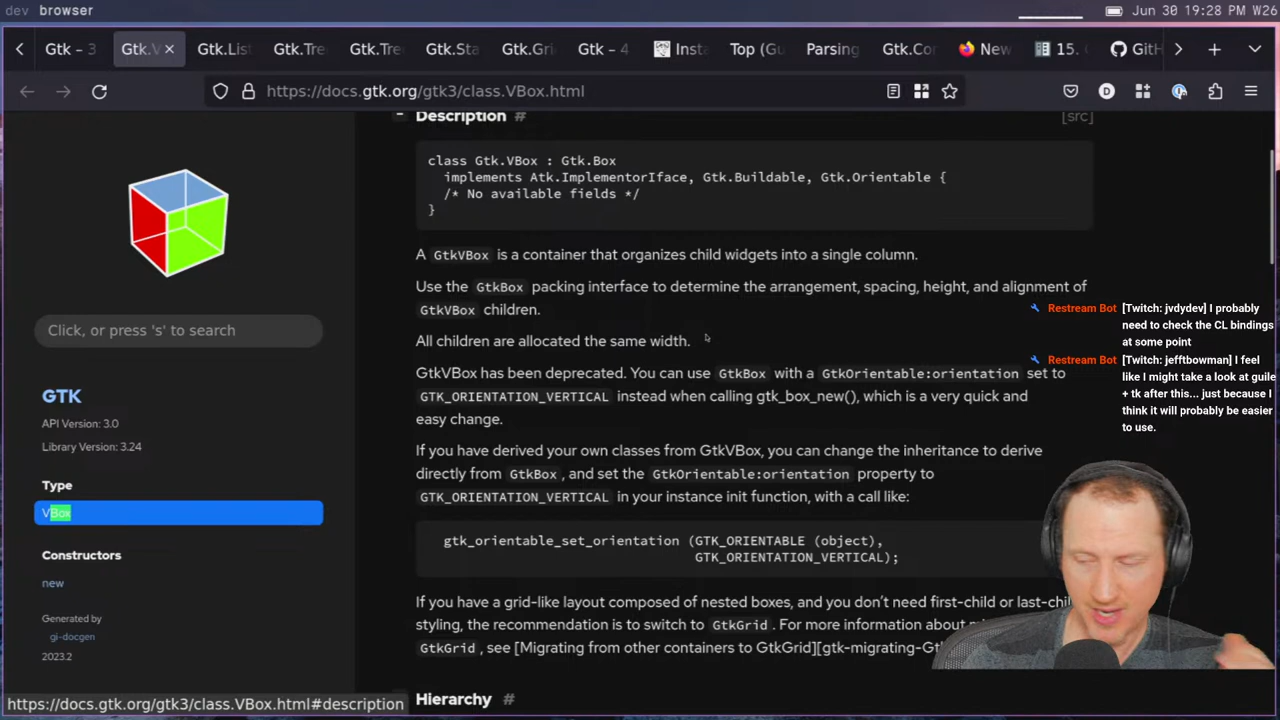 dev browser
Jun 30 19:28 PM W26
Gtk – 3
Gtk.V
Gtk.List
Gtk.Tre
Gtk.Tre
Gtk.Sta
Gtk.Gri
Gtk – 4
Insta
Top (Gu
Parsing
Gtk.Cor
New
15.
GitH
https://docs.gtk.org/gtk3/class.VBox.html
Description #
[src]
class Gtk.VBox : Gtk.Box
implements Atk.ImplementorIface, Gtk.Buildable, Gtk.Orientable {
/* No available fields */
}
A GtkVBox is a container that organizes child widgets into a single column.
Use the GtkBox packing interface to determine the arrangement, spacing, height, and alignment of
GtkVBox children.
All children are allocated the same width.
GtkVBox has been deprecated. You can use GtkBox with a GtkOrientable:orientation set to
GTK_ORIENTATION_VERTICAL instead when calling gtk_box_new(), which is a very quick and
easy change.
If you have derived your own classes from GtkVBox, you can change the inheritance to derive
directly from GtkBox , and set the GtkOrientable:orientation property to
GTK_ORIENTATION_VERTICAL in your instance init function, with a call like:
gtk_orientable_set_orientation (GTK_ORIENTABLE (object),
GTK_ORIENTATION_VERTICAL);
If you have a grid-like layout composed of nested boxes, and you don’t need first-child or last-chil
styling, the recommendation is to switch to GtkGrid . For more information about
GtkGrid , see [Migrating from other containers to GtkGrid][gtk-migrating-Gt
Hierarchy #
Click, or press 's' to search
GTK
API Version: 3.0
Library Version: 3.24
Type
VBox
Constructors
new
Generated by
gi-docgen
2023.2
https://docs.gtk.org/gtk3/class.VBox.html#description
Restream Bot [Twitch: jvdydev] I probably
need to check the CL bindings
at some point
Restream Bot [Twitch: jefftbowman] I feel
like I might take a look at guile
+ tk after this... just because I
think it will probably be easier
to use.